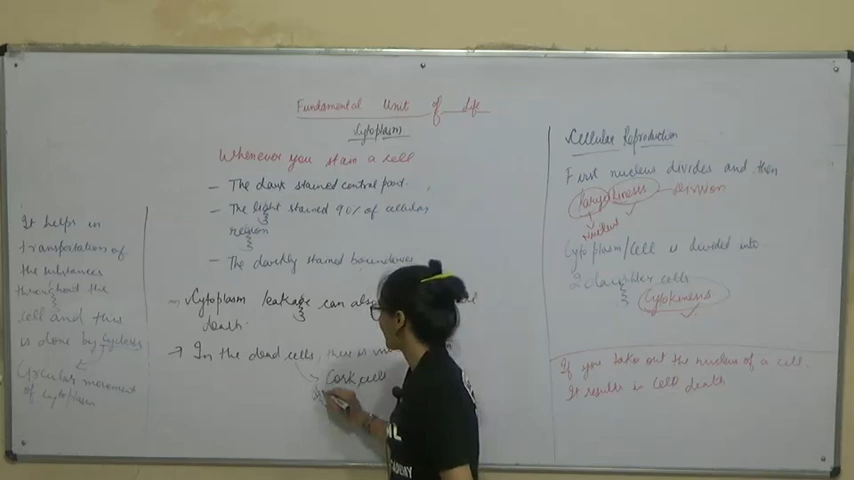 Fundamental Unit of Life
Cytoplasm
Whenever you stain a cell
- The dark stained central part.
- The light stained 90% of cellular
region
- The darkly stained boundaries
Cytoplasm leakage can also
death.
→ In the dead cells, there is
→ Cork cells
It helps in
transportation of
the substances
throughout the
cell and this
is done by Cyclosis
Circular movement
of cytoplasm
Cellular Reproduction
First nucleus divides and then
Karyokinesis - Division
Nucleus
Cytoplasm/cell is divided into
2 daughter cells
Cytokinesis
If you take out the nucleus of a cell.
It results in cell death
ACADEMY